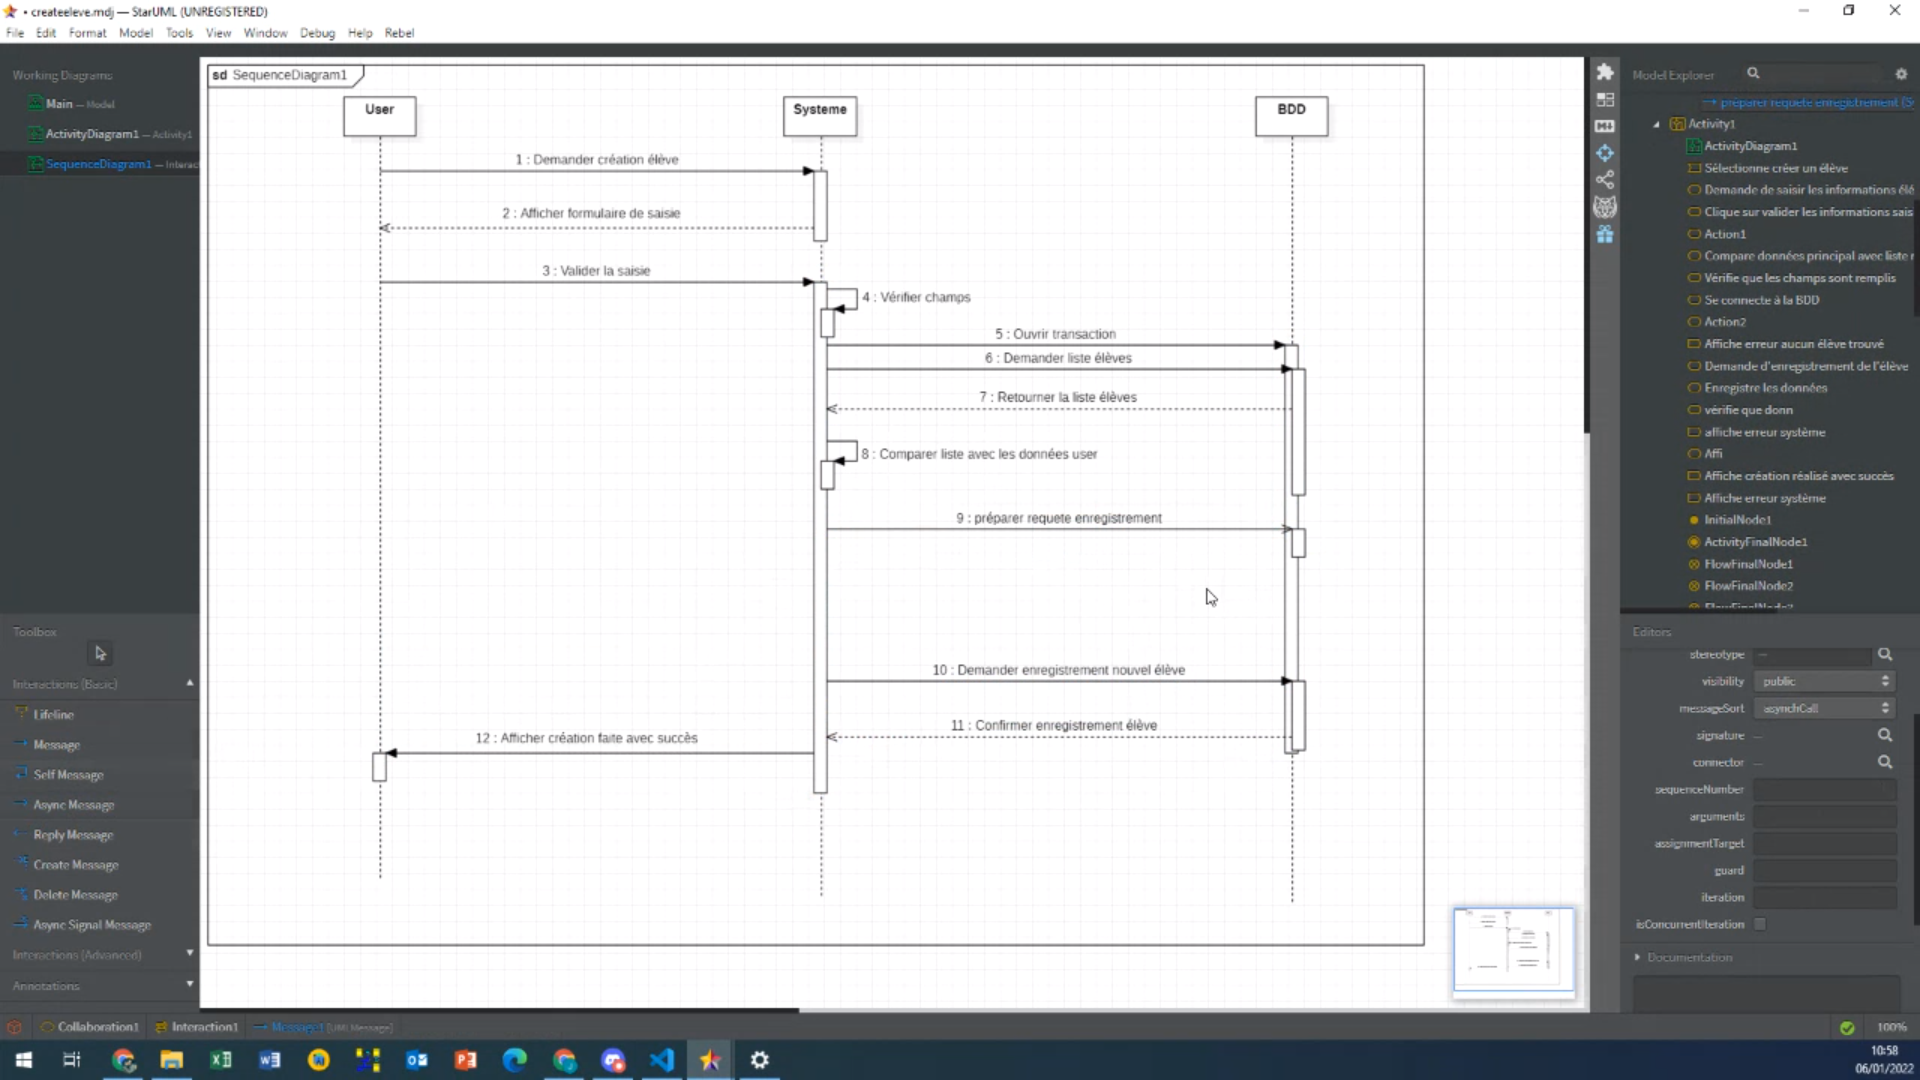 • createeleve.mdj — StarUML (UNREGISTERED)
File Edit Format Model Tools View Window Debug Help Rebel
Working Diagrams
Main — Model
ActivityDiagram1 — Activity1
SequenceDiagram1 — Interac
sd SequenceDiagram1
User
Systeme
BDD
1 : Demander création élève
2 : Afficher formulaire de saisie
3 : Valider la saisie
4 : Vérifier champs
5 : Ouvrir transaction
6 : Demander liste élèves
7 : Retourner la liste élèves
8 : Comparer liste avec les données user
9 : préparer requete enregistrement
10 : Demander enregistrement nouvel élève
11 : Confirmer enregistrement élève
12 : Afficher création faite avec succès
Toolbox
Interactions (Basic)
Lifeline
Message
Self Message
Async Message
Reply Message
Create Message
Delete Message
Async Signal Message
Interactions (Advanced)
Annotations
Model Explorer
préparer requete enregistrement (S
Activity1
ActivityDiagram1
Sélectionne créer un élève
Demande de saisir les informations élè
Clique sur valider les informations sais
Action1
Compare données principal avec liste r
Vérifie que les champs sont remplis
Se connecte à la BDD
Action2
Affiche erreur aucun élève trouvé
Demande d'enregistrement de l'élève
Enregistre les données
vérifie que donn
affiche erreur système
Affi
Affiche création réalisé avec succès
Affiche erreur système
InitialNode1
ActivityFinalNode1
FlowFinalNode1
FlowFinalNode2
Editors
stereotype —
visibility public
messageSort asynchCall
signature —
connector —
sequenceNumber
arguments
assignmentTarget
guard
iteration
isConcurrentIteration
Documentation
Collaboration1 Interaction1 Message1 [UMLMessage]
100%
10:58
06/01/2022